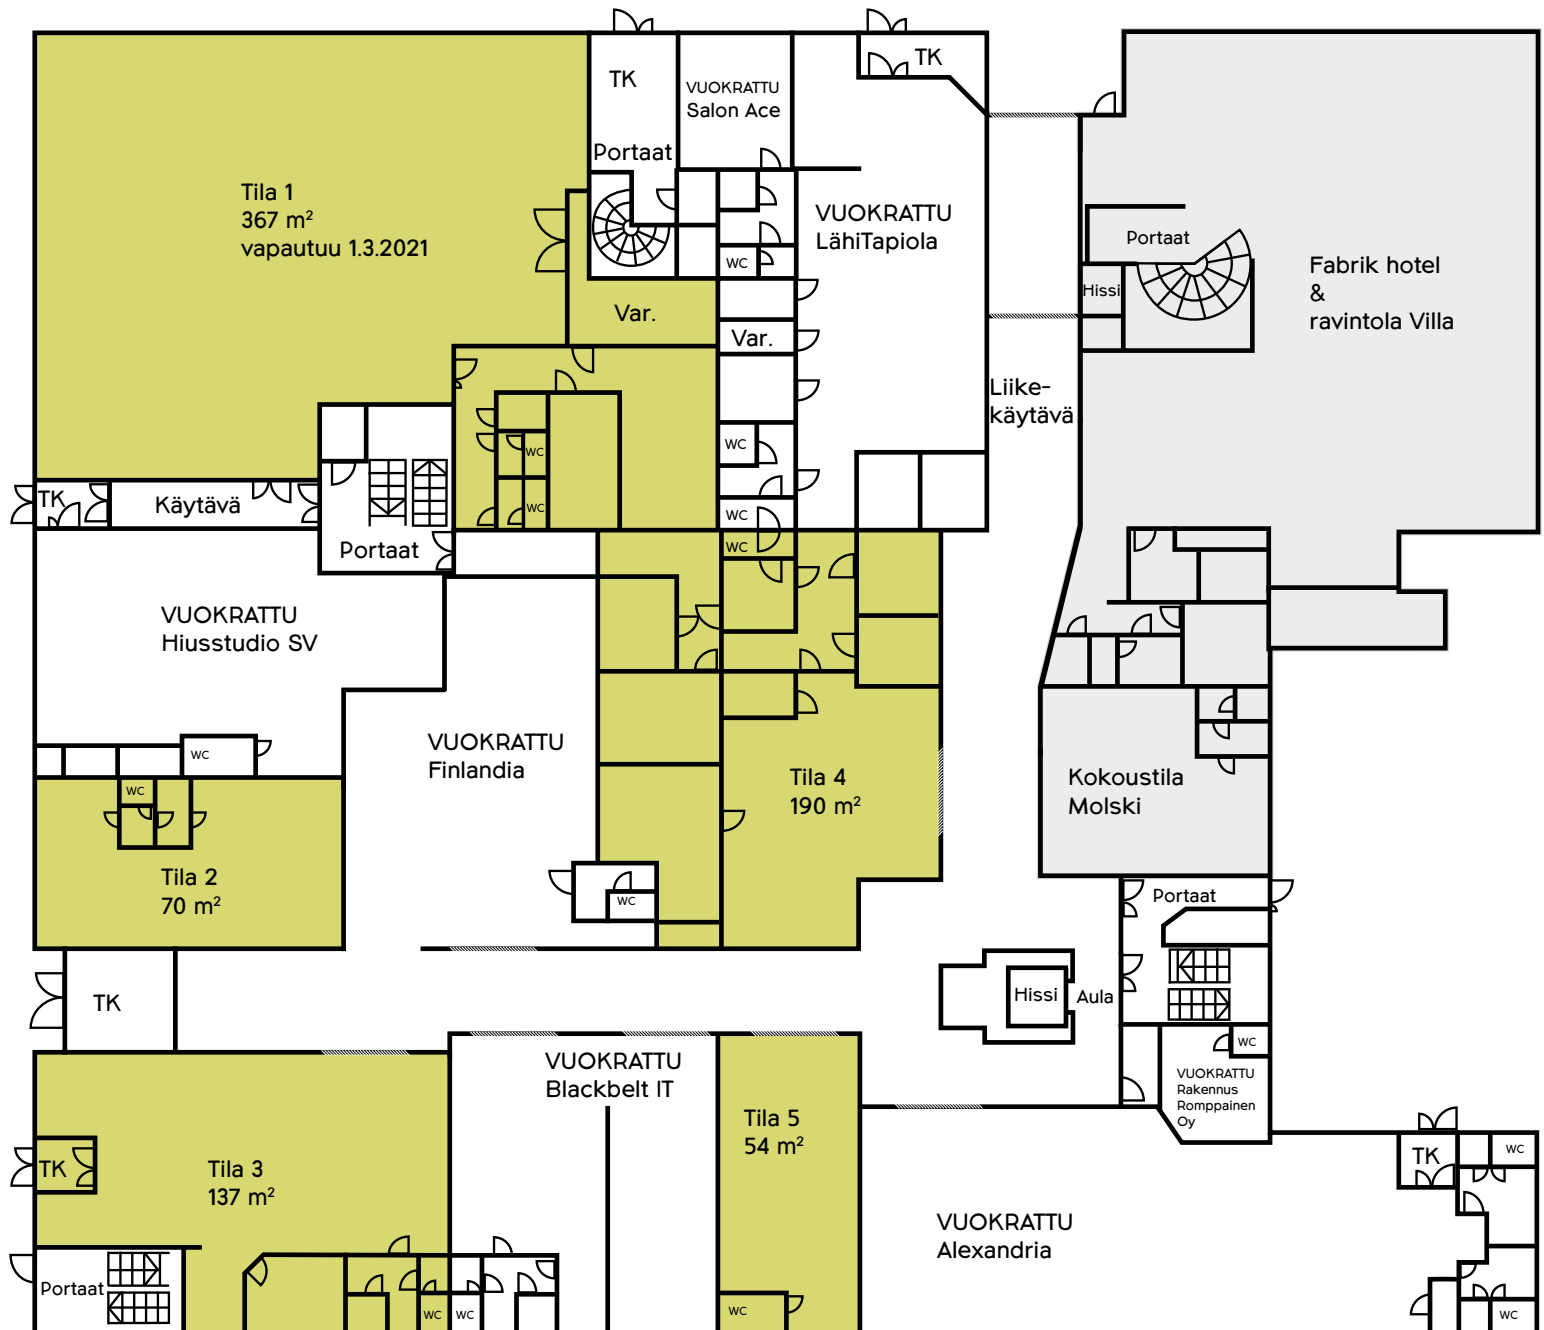 TK
TK
VUOKRATTU
Salon Ace
Portaat
Tila 1
367 m²
vapautuu 1.3.2021
VUOKRATTU
LähiTapiola
Portaat
WC
Fabrik hotel
&
ravintola Villa
Hissi
Var.
Var.
Liike-
käytävä
WC
WC
WC
TK
Käytävä
WC
WC
Portaat
VUOKRATTU
Hiusstudio SV
VUOKRATTU
Finlandia
WC
WC
Tila 4
190 m²
Kokoustila
Molski
Tila 2
70 m²
WC
Portaat
TK
Hissi
Aula
WC
VUOKRATTU
Blackbelt IT
VUOKRATTU
Rakennus
Romppainen
Oy
Tila 5
54 m²
TK
Tila 3
137 m²
TK
WC
VUOKRATTU
Alexandria
Portaat
WC
WC
WC
WC